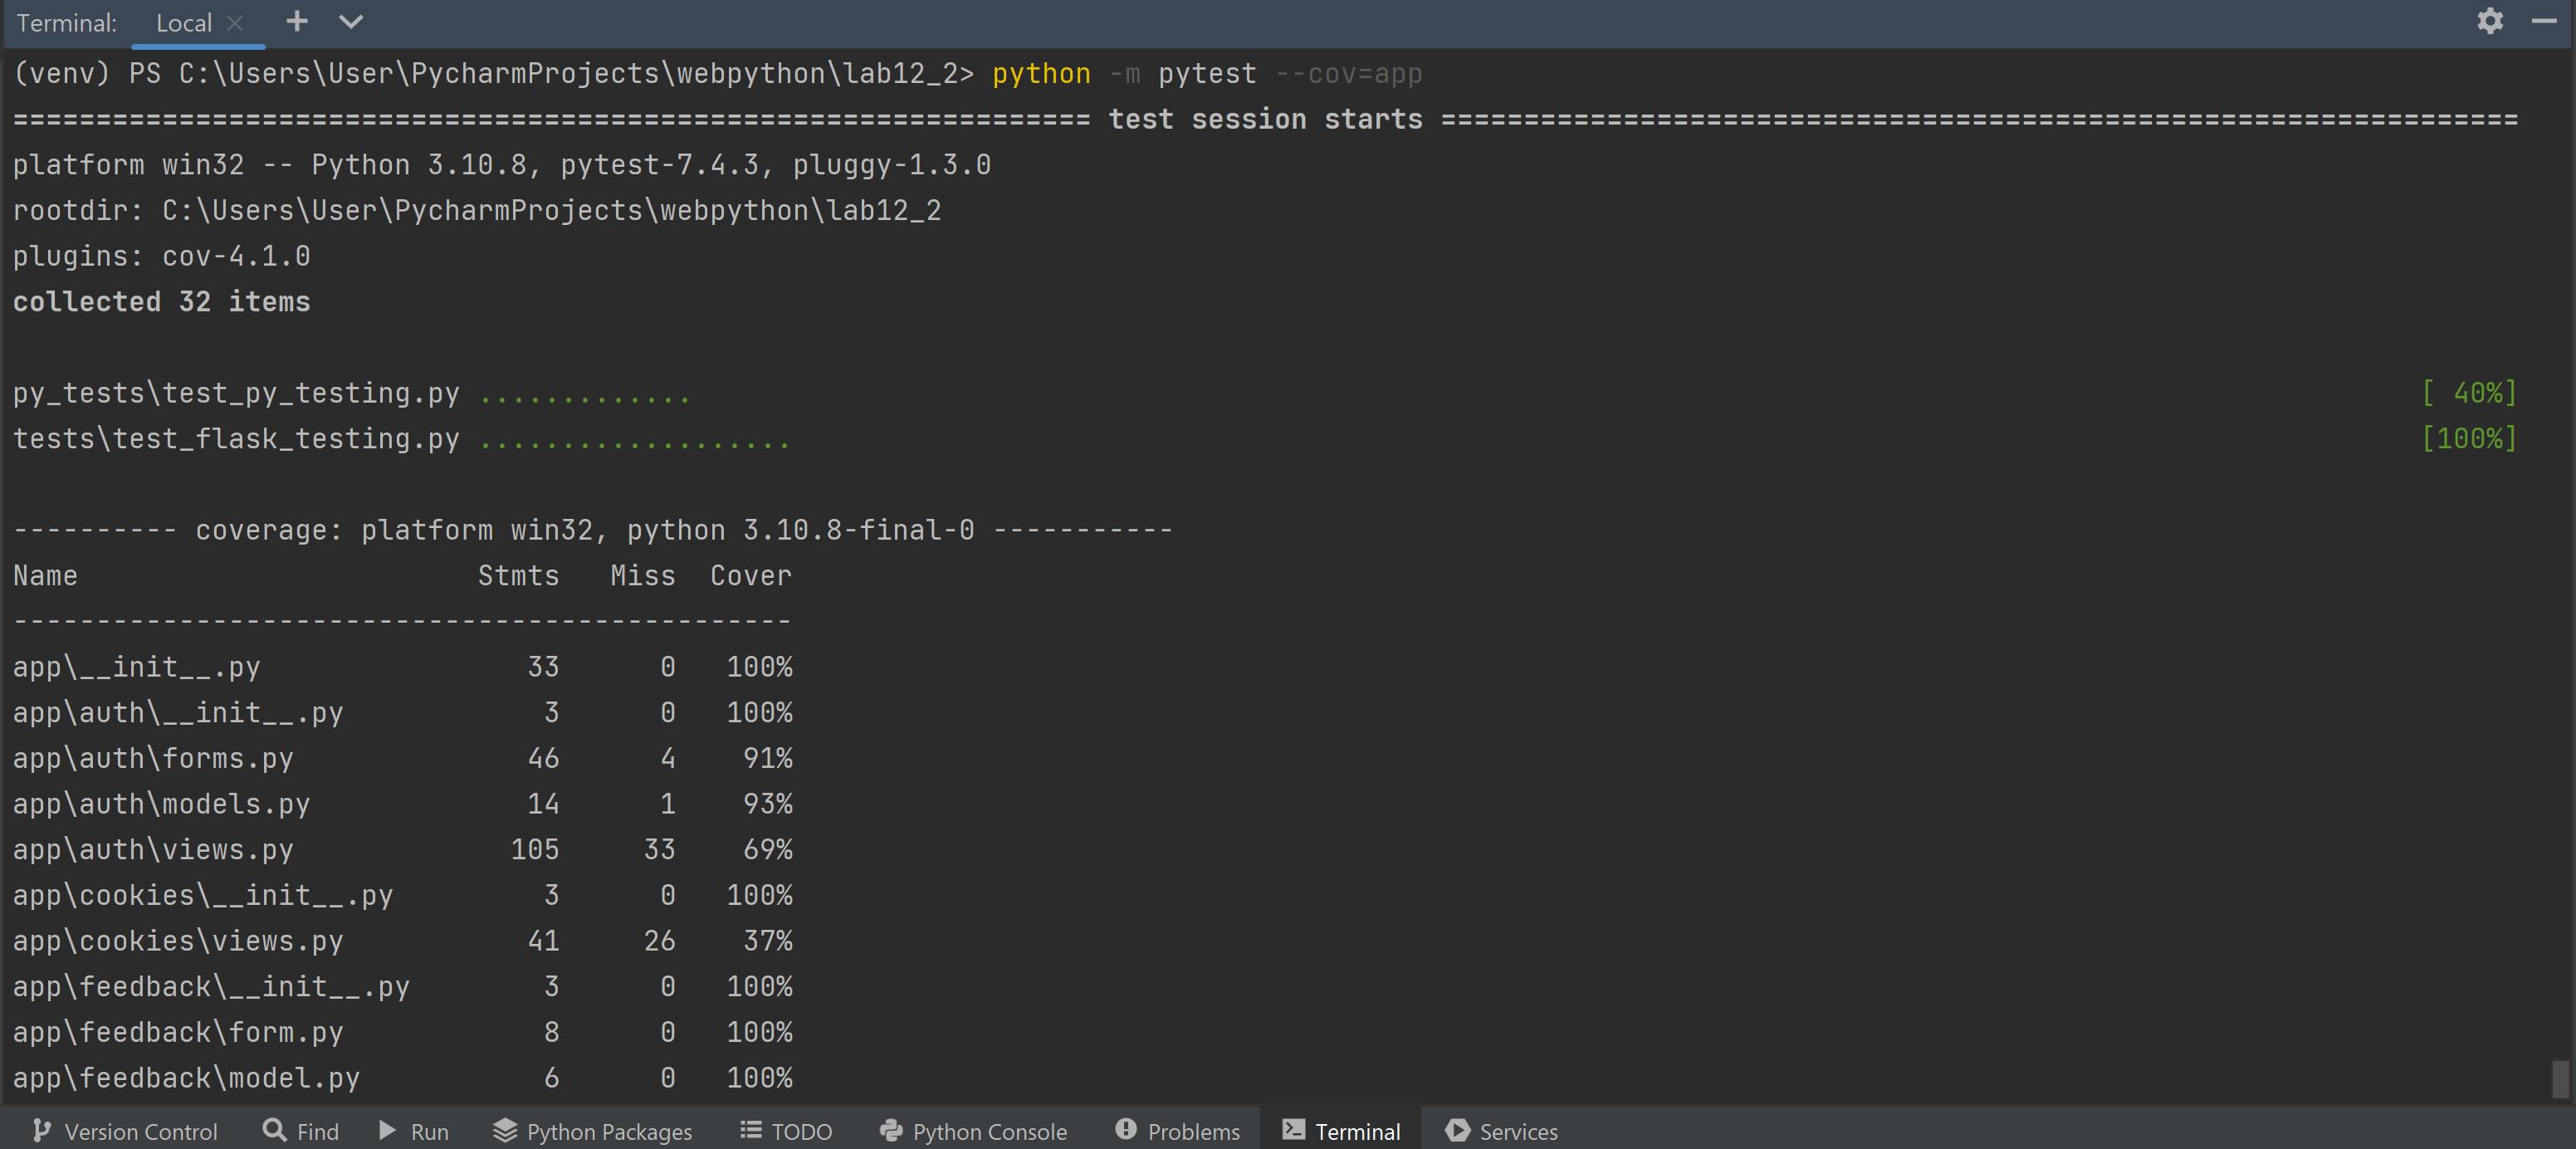 Terminal: Local
(venv) PS C:\Users\User\PycharmProjects\webpython\lab12_2> python -m pytest --cov=app
================================================================= test session starts =================================================================
platform win32 -- Python 3.10.8, pytest-7.4.3, pluggy-1.3.0
rootdir: C:\Users\User\PycharmProjects\webpython\lab12_2
plugins: cov-4.1.0
collected 32 items
py_tests\test_py_testing.py ............. [ 40%]
tests\test_flask_testing.py ................... [100%]
---------- coverage: platform win32, python 3.10.8-final-0 -----------
Name Stmts Miss Cover
-----------------------------------------------
app\__init__.py 33 0 100%
app\auth\__init__.py 3 0 100%
app\auth\forms.py 46 4 91%
app\auth\models.py 14 1 93%
app\auth\views.py 105 33 69%
app\cookies\__init__.py 3 0 100%
app\cookies\views.py 41 26 37%
app\feedback\__init__.py 3 0 100%
app\feedback\form.py 8 0 100%
app\feedback\model.py 6 0 100%
Version Control Find Run Python Packages TODO Python Console Problems Terminal Services